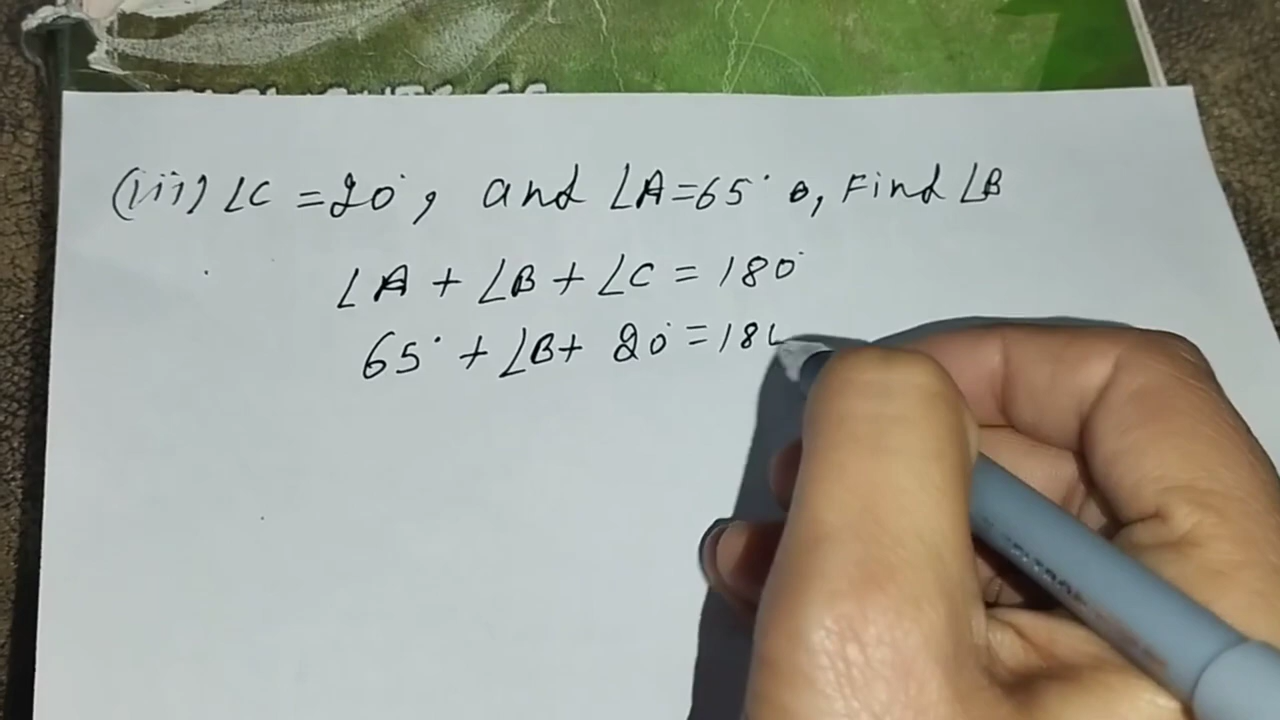 (iii) ∠C = 20°, and ∠A=65° , Find ∠B
∠A + ∠B + ∠C = 180°
65° + ∠B + 20° = 18